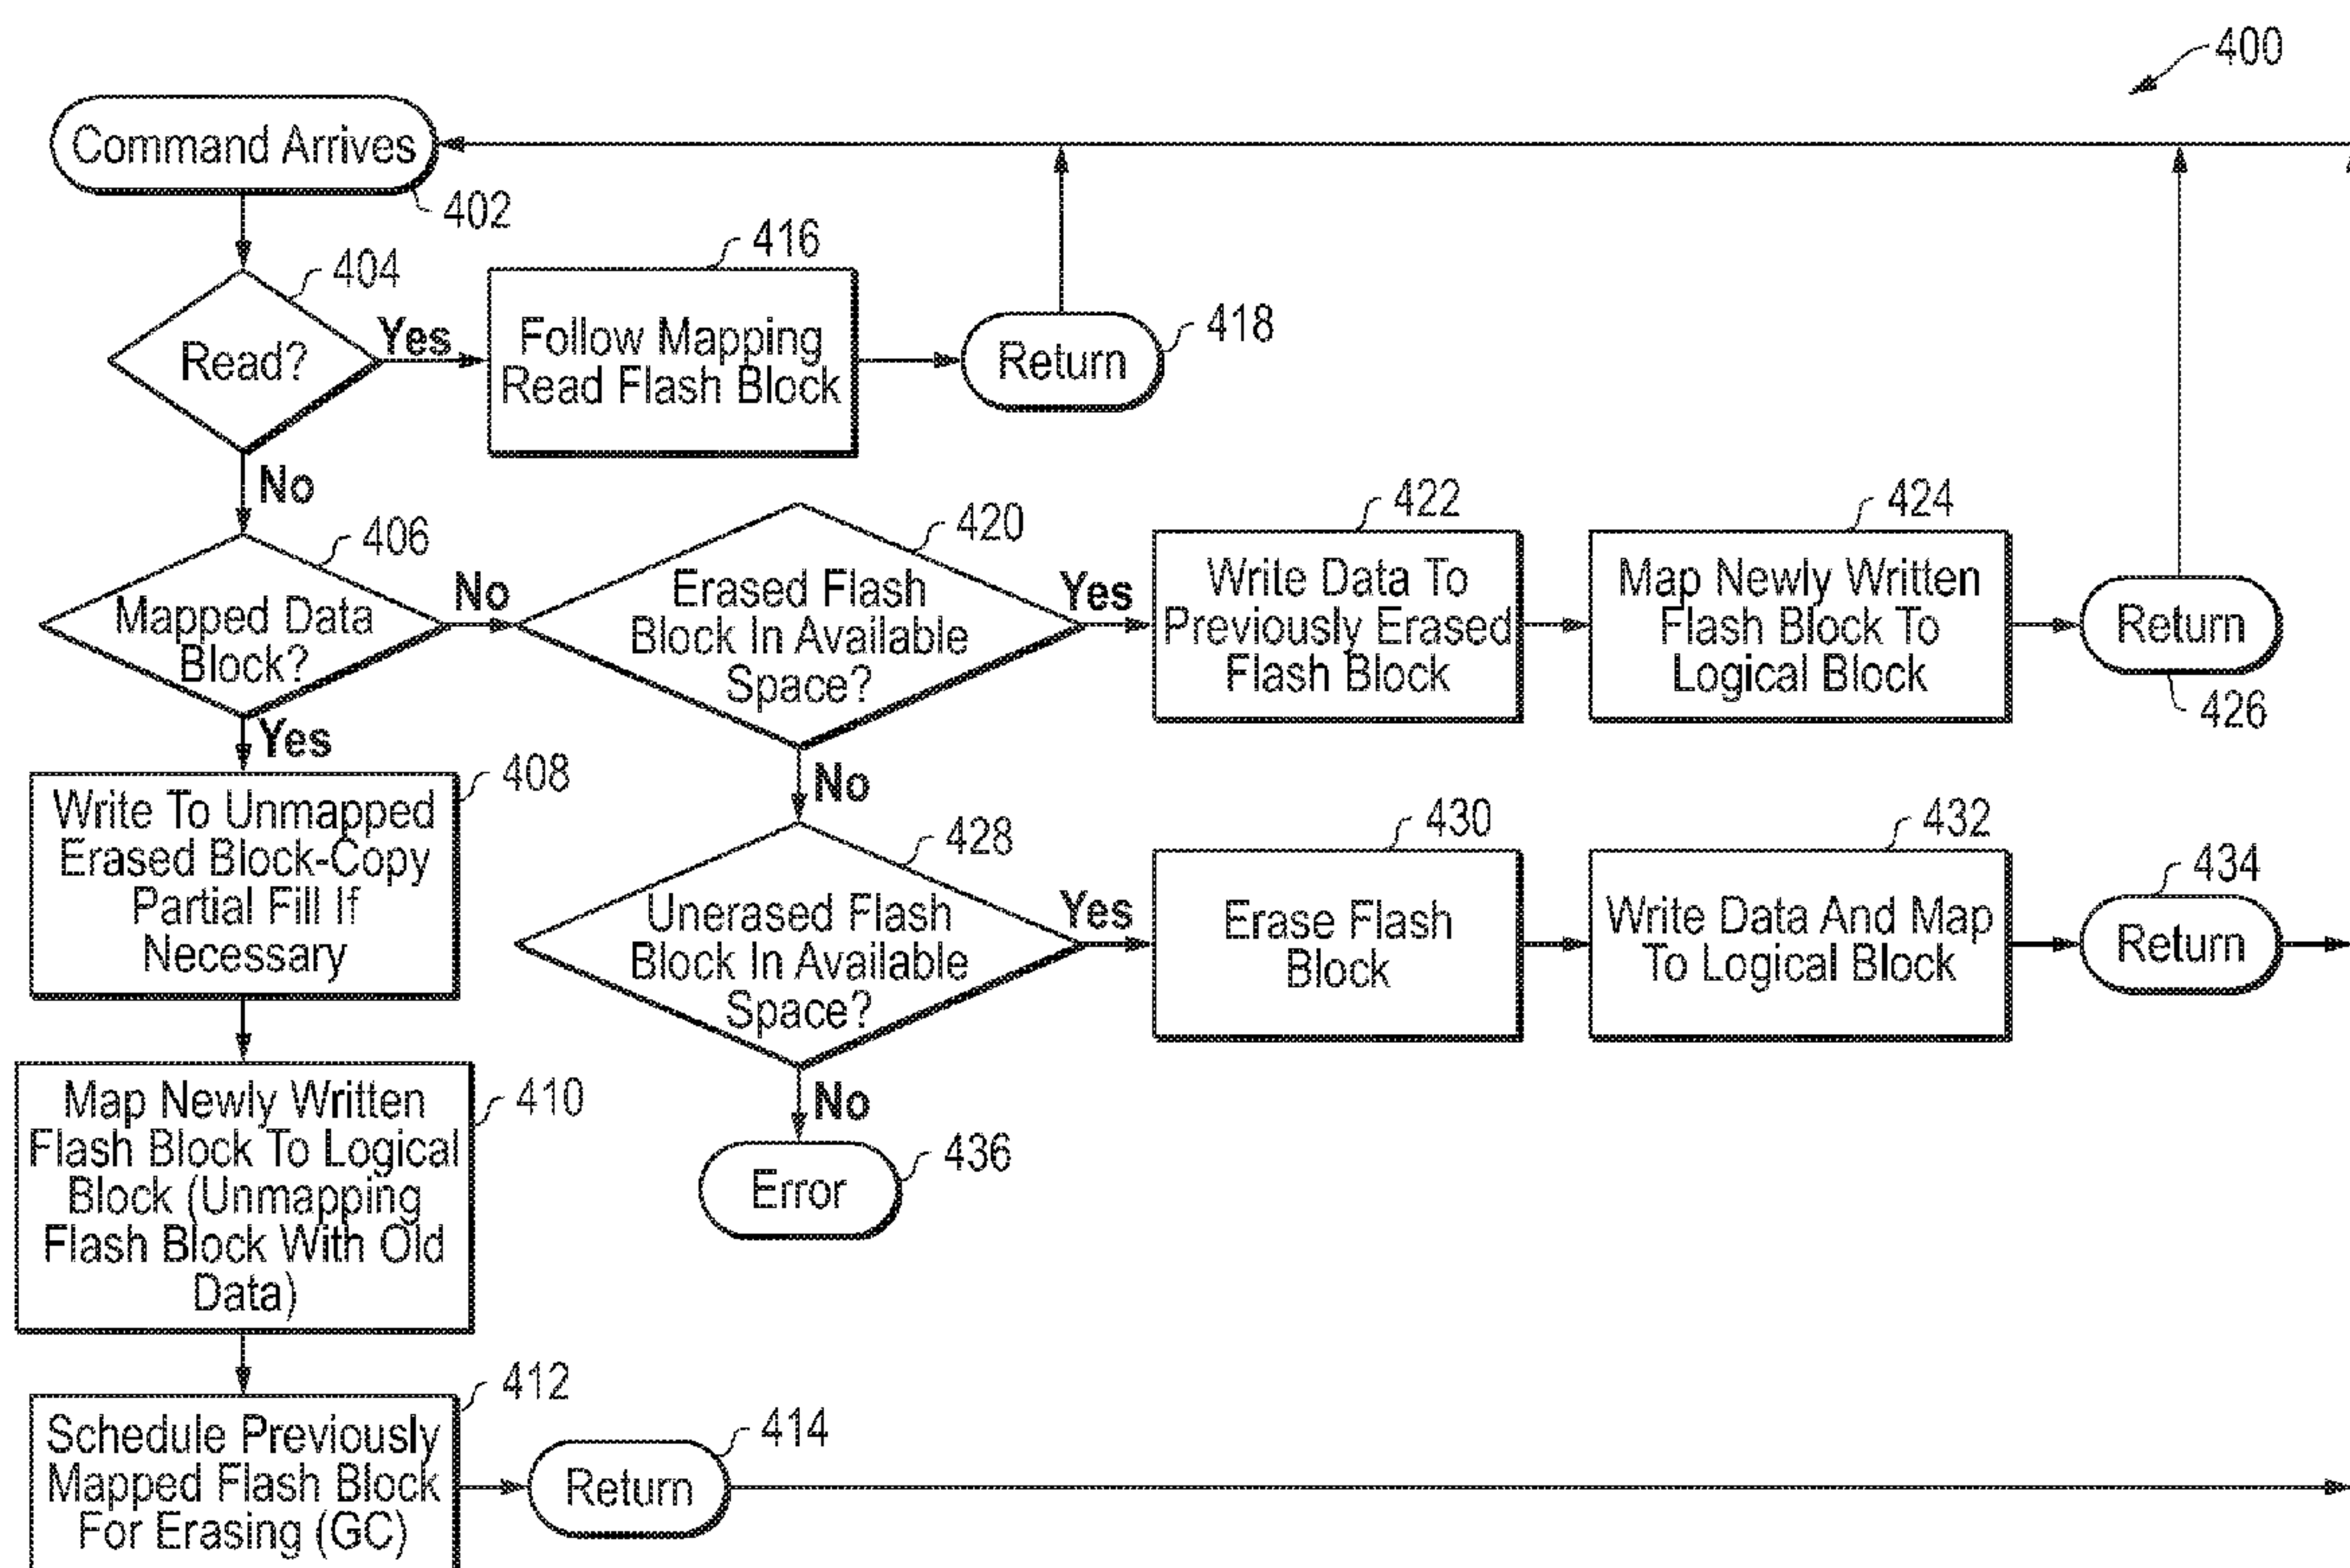 400
Command Arrives
402
404
Read?
Yes
416
Follow Mapping
Read Flash Block
Return
418
No
406
Mapped Data
Block?
No
420
Erased Flash
Block In Available
Space?
Yes
422
Write Data To
Previously Erased
Flash Block
424
Map Newly Written
Flash Block To
Logical Block
Return
426
Yes
408
Write To Unmapped
Erased Block-Copy
Partial Fill If
Necessary
No
428
Unerased Flash
Block In Available
Space?
Yes
430
Erase Flash
Block
432
Write Data And Map
To Logical Block
434
Return
No
Error
436
410
Map Newly Written
Flash Block To Logical
Block (Unmapping
Flash Block With Old
Data)
412
Schedule Previously
Mapped Flash Block
For Erasing (GC)
Return
414